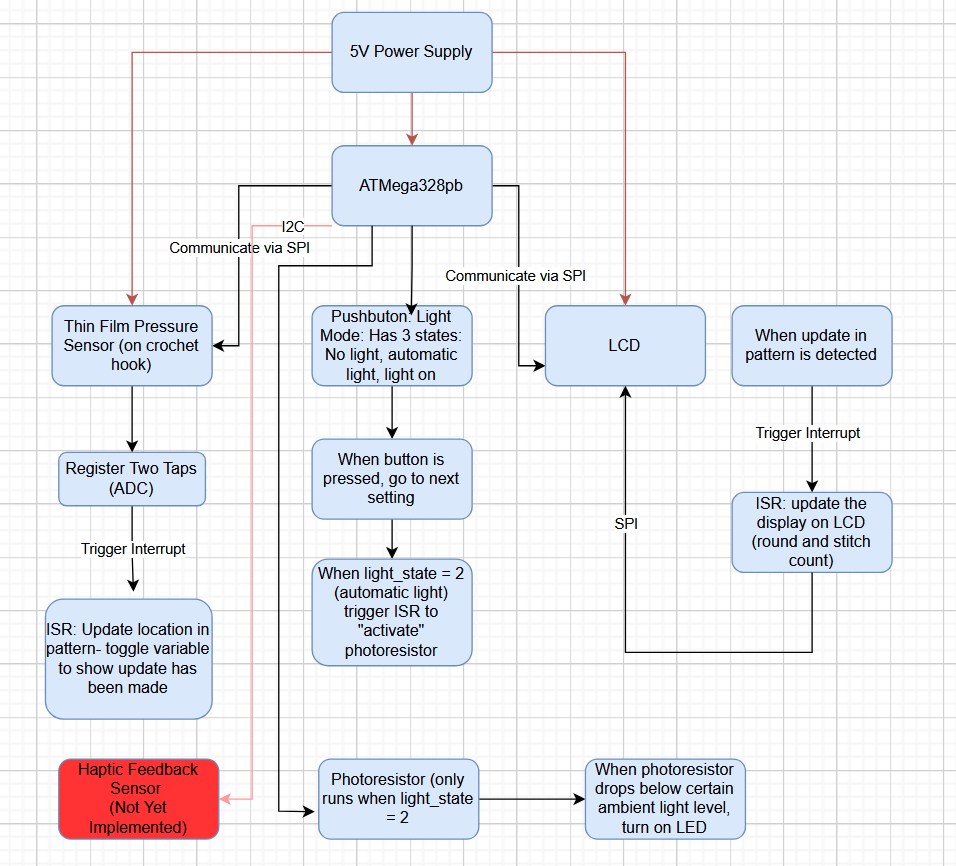 5V Power Supply
ATMega328pb
I2C
Communicate via SPI
Communicate via SPI
Thin Film Pressure
Sensor (on crochet
hook)
Pushbuton: Light
Mode: Has 3 states:
No light, automatic
light, light on
LCD
When update in
pattern is detected
Register Two Taps
(ADC)
When button is
pressed, go to next
setting
Trigger Interrupt
ISR: update the
display on LCD
(round and stitch
count)
SPI
Trigger Interrupt
When light_state = 2
(automatic light)
trigger ISR to
"activate"
photoresistor
ISR: Update location in
pattern- toggle variable
to show update has
been made
Haptic Feedback
Sensor
(Not Yet
Implemented)
Photoresistor (only
runs when light_state
= 2
When photoresistor
drops below certain
ambient light level,
turn on LED